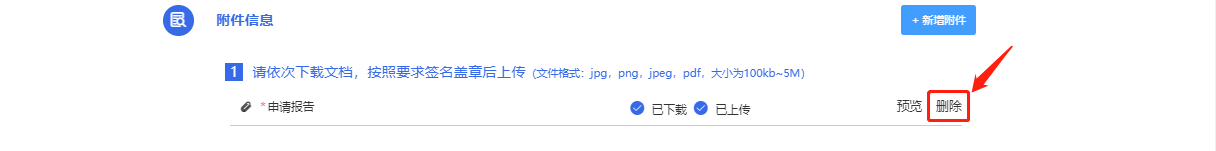 附件信息
+ 新增附件
1 请依次下载文档，按照要求签名盖章后上传（文件格式：jpg，png，jpeg，pdf，大小为100kb~5M）
*申请报告 已下载 已上传 预览 删除